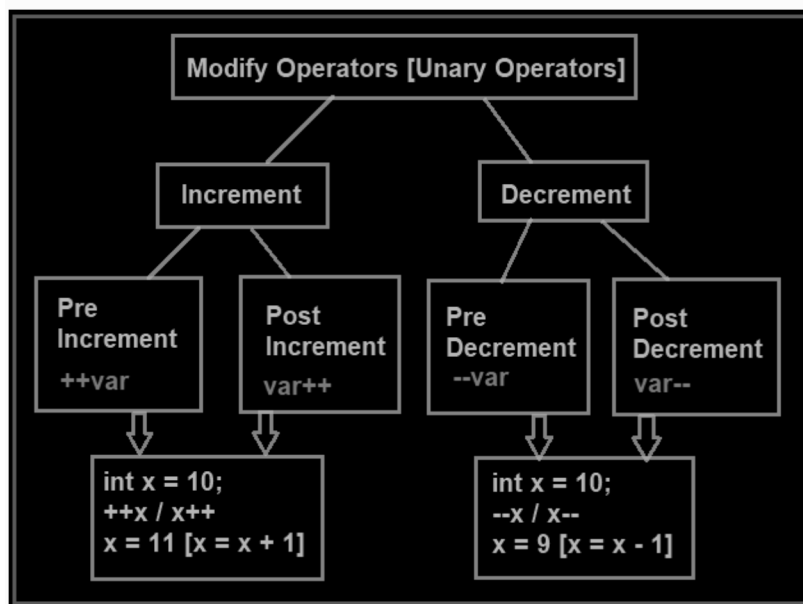 Modify Operators [Unary Operators]
Increment
Decrement
Pre
Increment
++var
Post
Increment
var++
Pre
Decrement
--var
Post
Decrement
var--
int x = 10;
++x / x++
x = 11 [x = x + 1]
int x = 10;
--x / x--
x = 9 [x = x - 1]